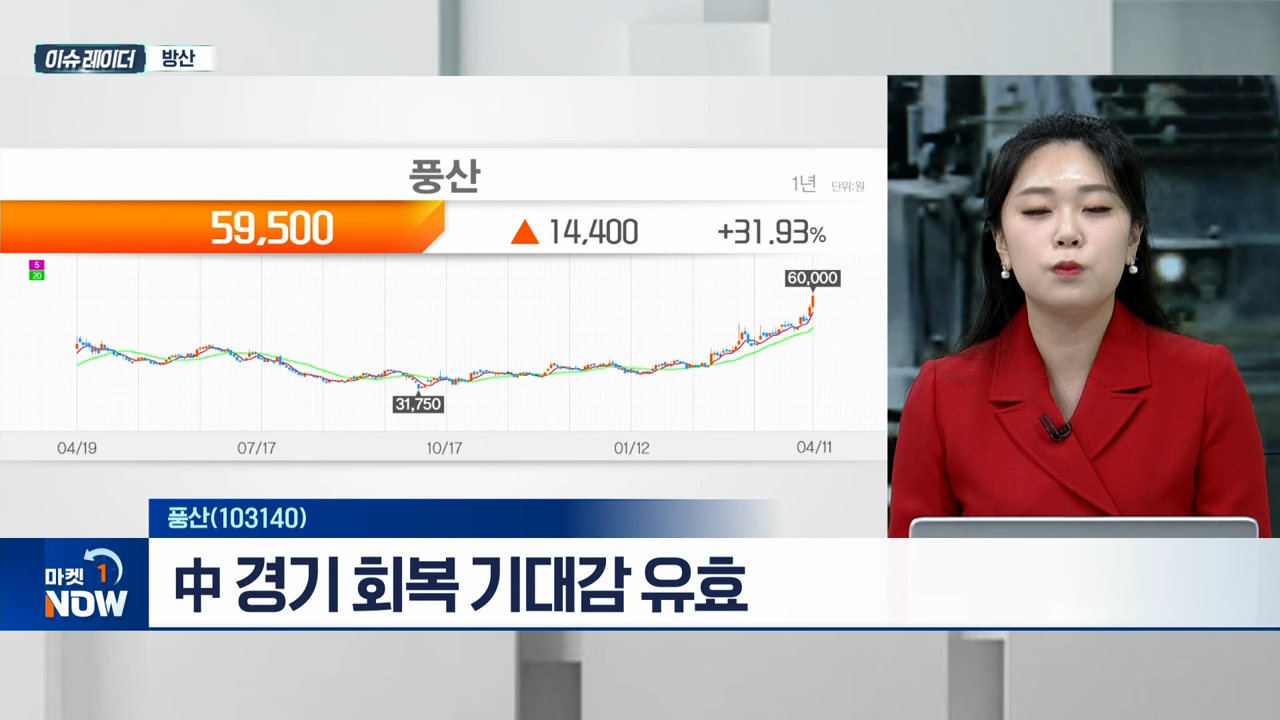 이슈레이더 방산
풍산
1년 단위:원
59,500 ▲ 14,400 +31.93%
5
20
60,000
31,750
04/19 07/17 10/17 01/12 04/11
풍산(103140)
마켓 1
NOW
中 경기 회복 기대감 유효